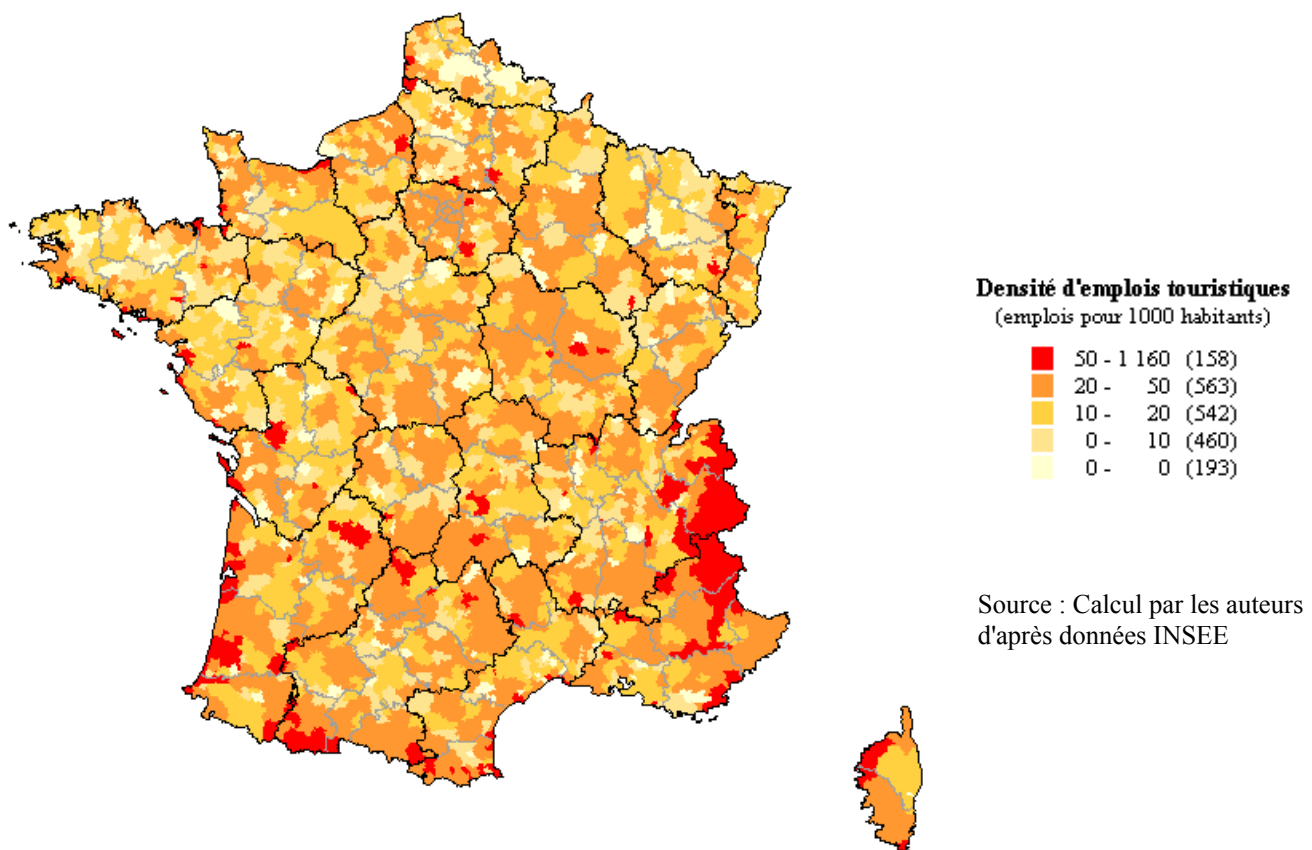 Densité d'emplois touristiques
(emplois pour 1000 habitants)
50 - 1 160 (158)
20 - 50 (563)
10 - 20 (542)
0 - 10 (460)
0 - 0 (193)
Source : Calcul par les auteurs
d'après données INSEE